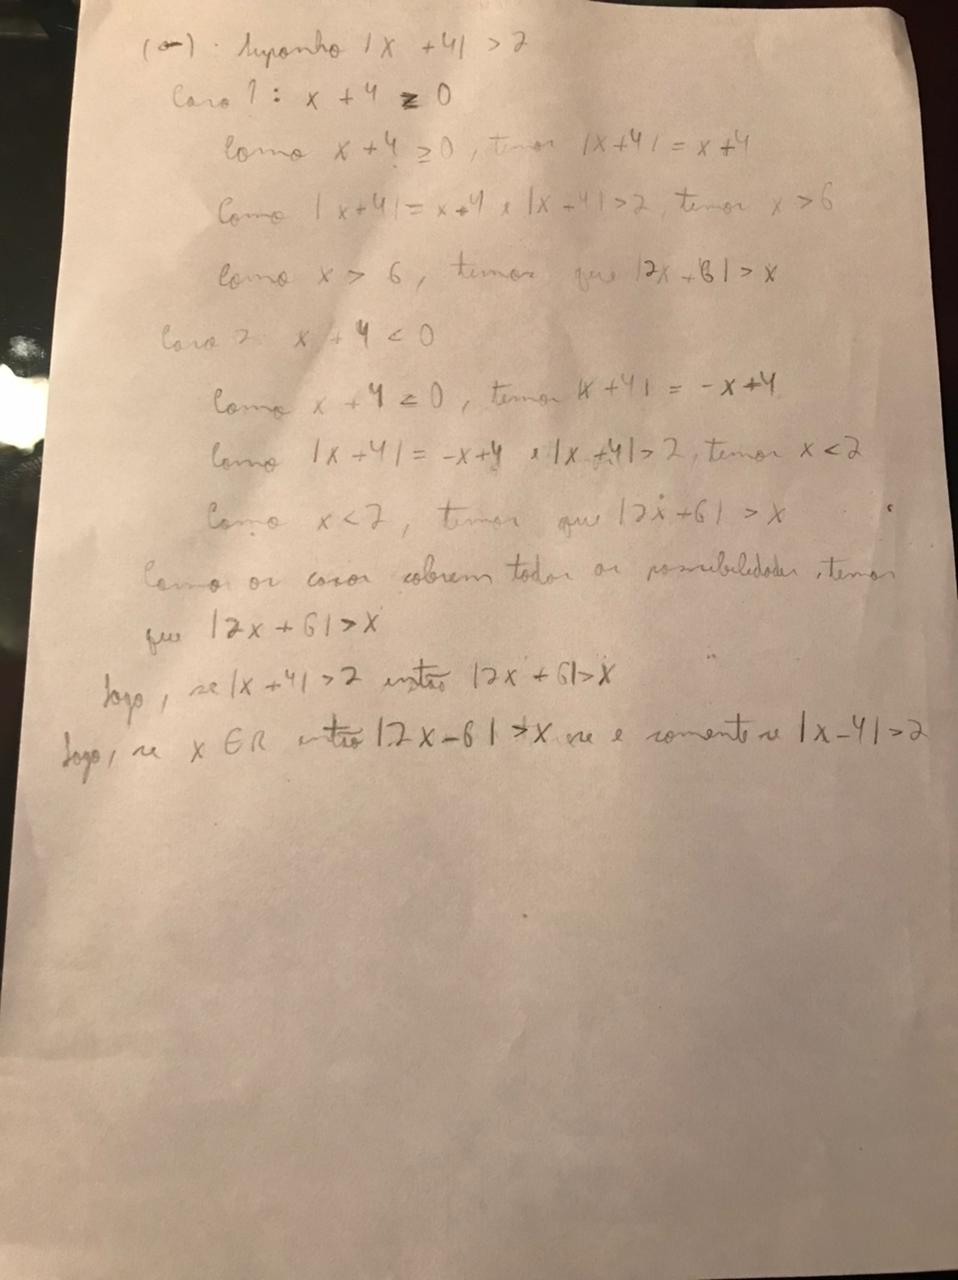 (←) . Suponho |x + 4| > 2
Caso 1 : x + 4 ≥ 0
Como x + 4 ≥ 0, temos |x+4| = x+4
Como |x+4| = x+4 e |x-4| > 2, temos x > 6
Como x > 6, temos que |2x - 6| > x
Caso 2 x + 4 < 0
Como x + 4 < 0, temos |x+4| = -x+4
Como |x+4| = -x+4 e |x+4| > 2, temos x < 2
Como x < 2, temos que |2x+6| > x
Como os casos cobrem todas as possibilidades, temos
que |2x + 6| > x
Logo, se |x+4| > 2 então |2x + 6| > x
Logo, se x ∈ R então |2x-6| > x se e somente se |x-4| > 2